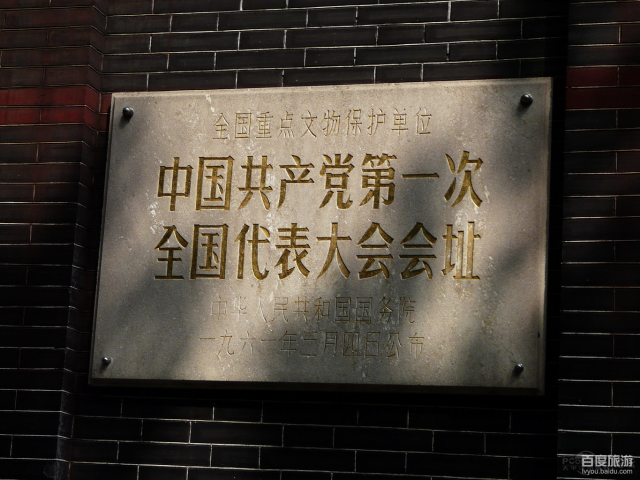 全国重点文物保护单位
中国共产党第一次
全国代表大会会址
中华人民共和国国务院
一九六一年三月四日公布
百度旅游
lvyou.baidu.com